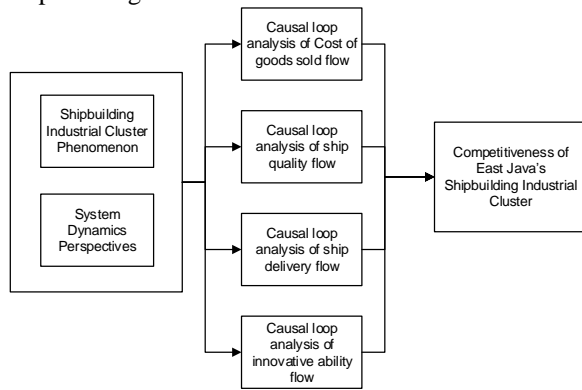 Causal loop
analysis of Cost of
goods sold flow
Shipbuilding
Industrial Cluster
Phenomenon
System
Dynamics
Perspectives
Causal loop
analysis of ship
quality flow
Causal loop
analysis of ship
delivery flow
Causal loop
analysis of
innovative ability
flow
Competitiveness of
East Java's
Shipbuilding Industrial
Cluster